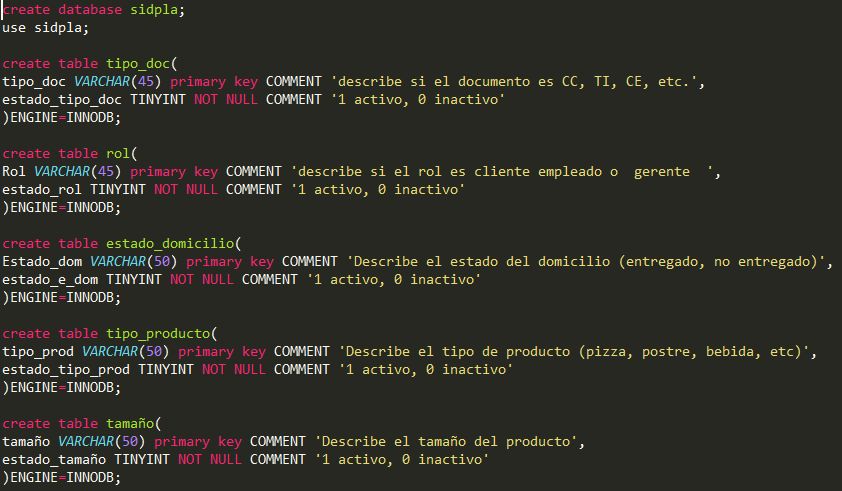 create database sidpla;
use sidpla;
create table tipo_doc(
tipo_doc VARCHAR(45) primary key COMMENT 'describe si el documento es CC, TI, CE, etc.',
estado_tipo_doc TINYINT NOT NULL COMMENT '1 activo, 0 inactivo'
)ENGINE=INNODB;
create table rol(
Rol VARCHAR(45) primary key COMMENT 'describe si el rol es cliente empleado o  gerente  ',
estado_rol TINYINT NOT NULL COMMENT '1 activo, 0 inactivo'
)ENGINE=INNODB;
create table estado_domicilio(
Estado_dom VARCHAR(50) primary key COMMENT 'Describe el estado del domicilio (entregado, no entregado)',
estado_e_dom TINYINT NOT NULL COMMENT '1 activo, 0 inactivo'
)ENGINE=INNODB;
create table tipo_producto(
tipo_prod VARCHAR(50) primary key COMMENT 'Describe el tipo de producto (pizza, postre, bebida, etc)',
estado_tipo_prod TINYINT NOT NULL COMMENT '1 activo, 0 inactivo'
)ENGINE=INNODB;
create table tamaño(
tamaño VARCHAR(50) primary key COMMENT 'Describe el tamaño del producto',
estado_tamaño TINYINT NOT NULL COMMENT '1 activo, 0 inactivo'
)ENGINE=INNODB;